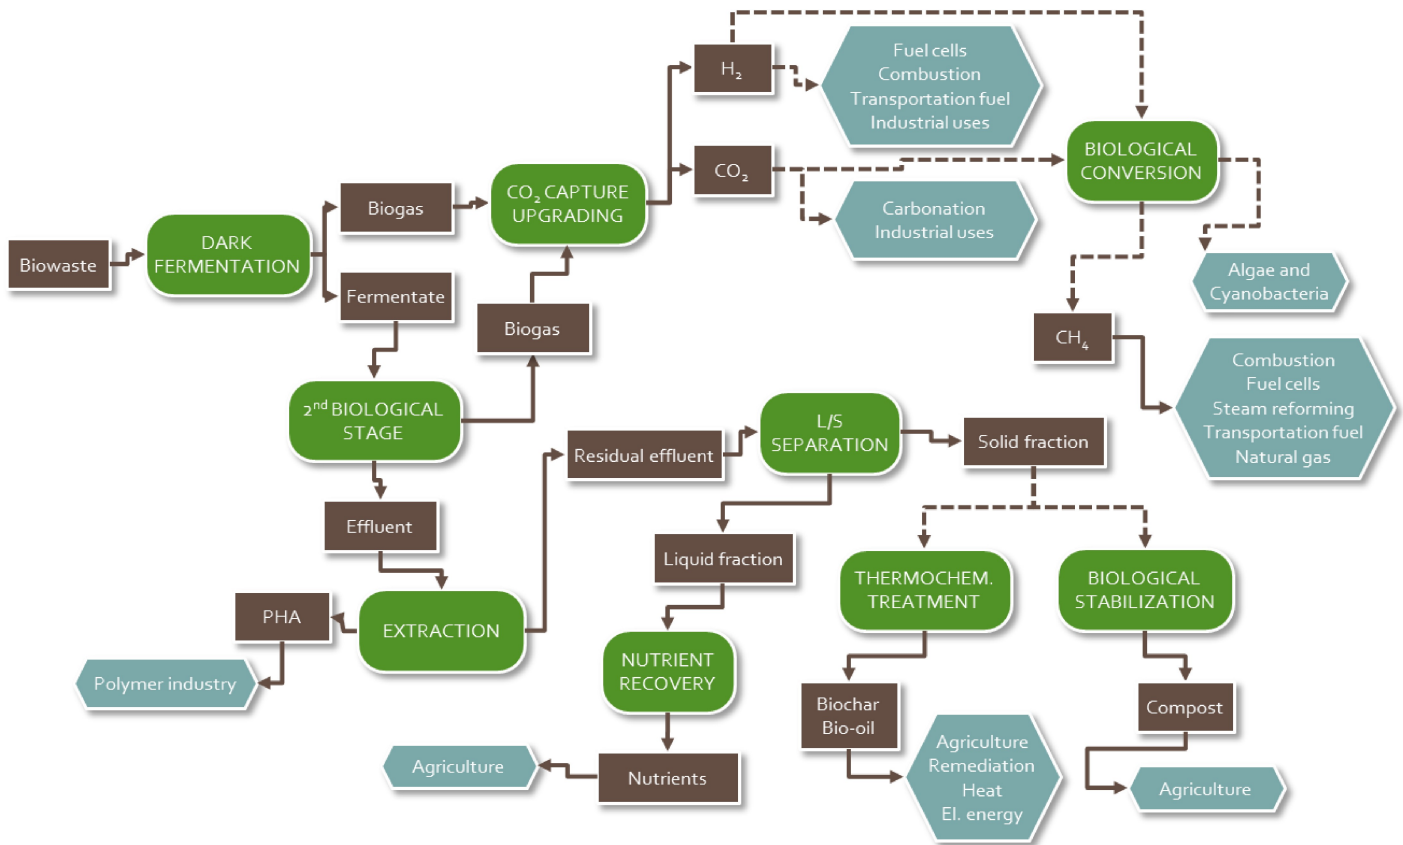 H₂
Fuel cells
Combustion
Transportation fuel
Industrial uses
BIOLOGICAL
CONVERSION
CO₂
CO₂ CAPTURE
UPGRADING
Biogas
Carbonation
Industrial uses
DARK
FERMENTATION
Biowaste
Fermentate
Biogas
Algae and
Cyanobacteria
CH₄
Combustion
Fuel cells
Steam reforming
Transportation fuel
Natural gas
2nd BIOLOGICAL
STAGE
L/S
SEPARATION
Residual effluent
Solid fraction
Effluent
Liquid fraction
THERMOCHEM.
TREATMENT
BIOLOGICAL
STABILIZATION
PHA
EXTRACTION
Polymer industry
NUTRIENT
RECOVERY
Biochar
Bio-oil
Compost
Agriculture
Nutrients
Agriculture
Remediation
Heat
El. energy
Agriculture